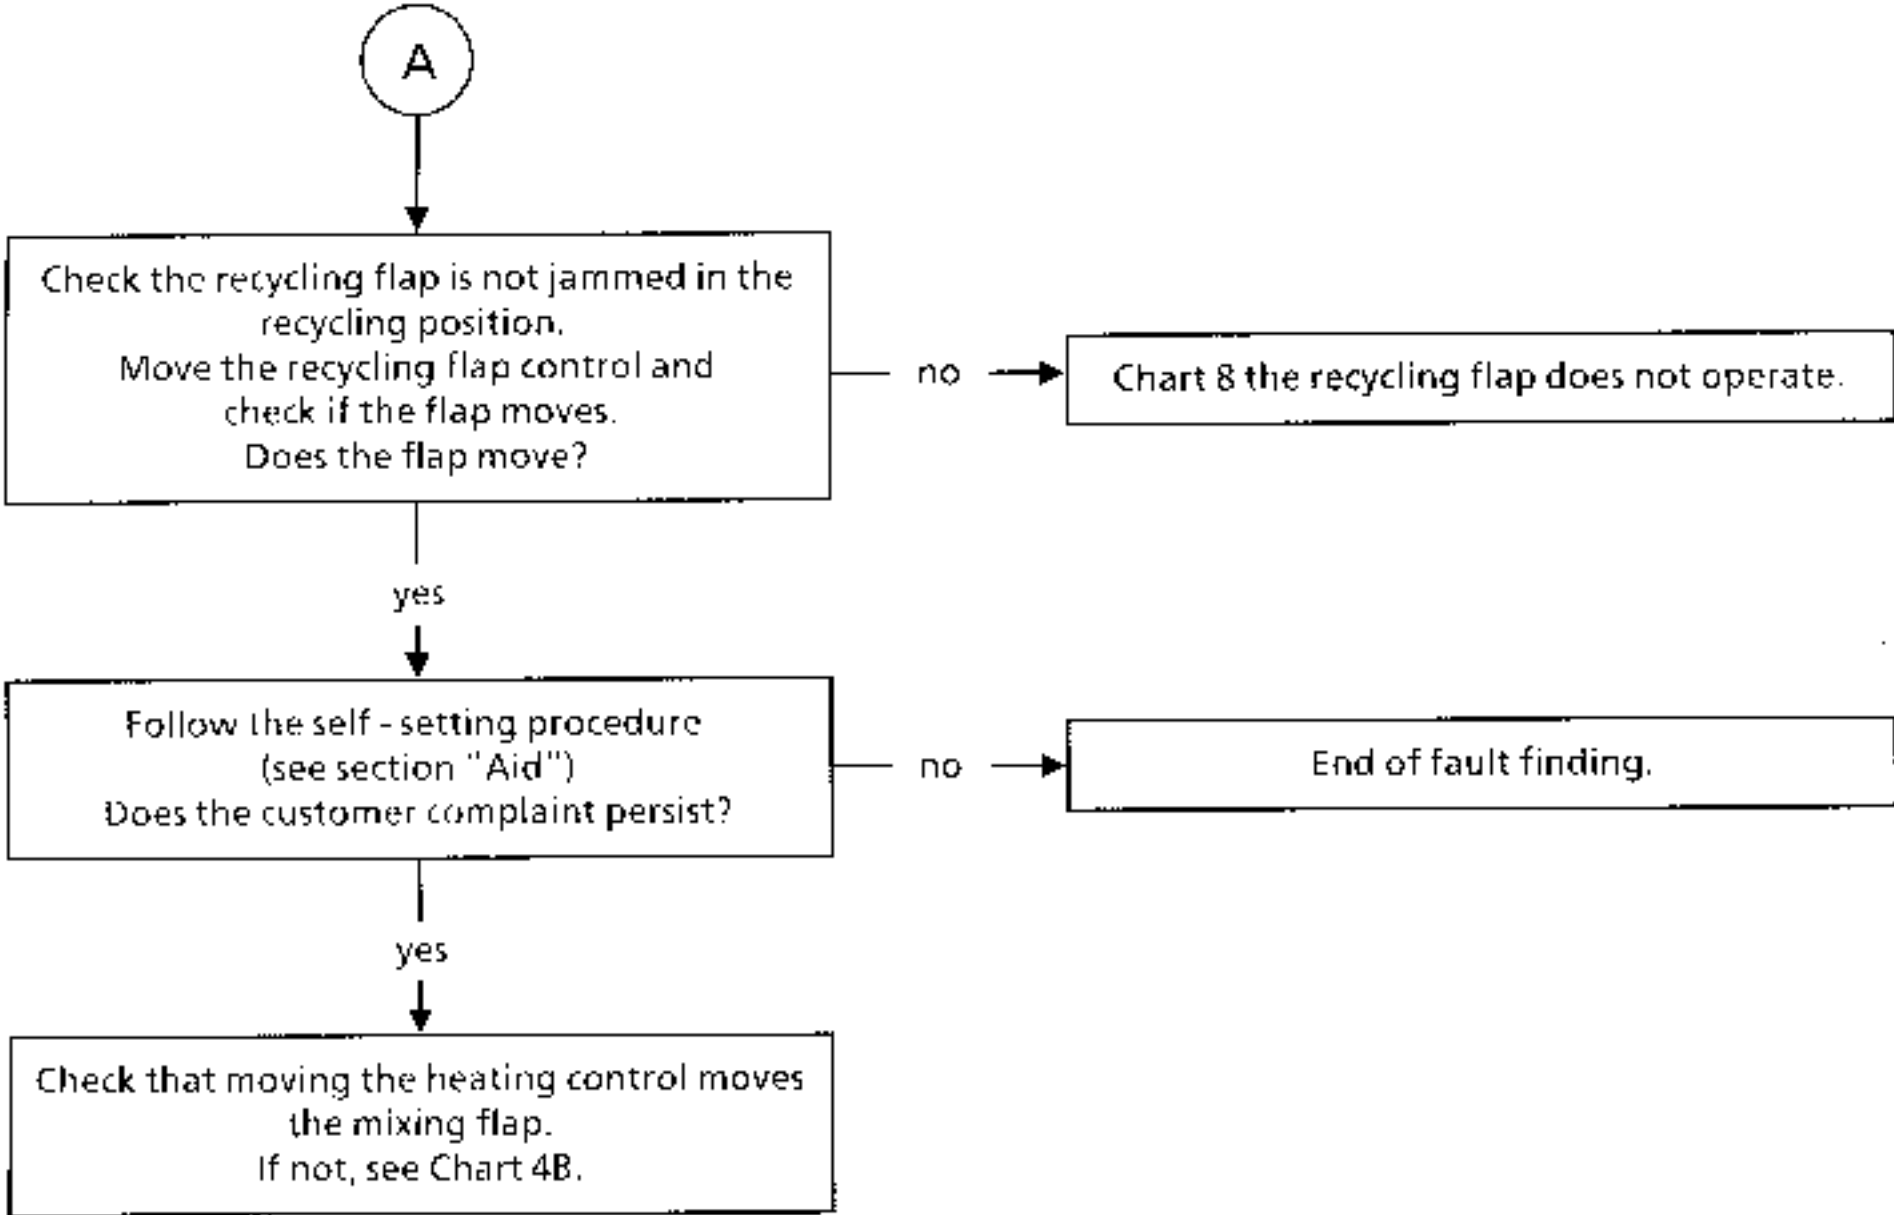 A
Check the recycling flap is not jammed in the
recycling position.
Move the recycling flap control and
check if the flap moves.
Does the flap move?
no
Chart 8 the recycling flap does not operate.
yes
Follow the self - setting procedure
(see section "Aid")
Does the customer complaint persist?
no
End of fault finding.
yes
Check that moving the heating control moves
the mixing flap.
If not, see Chart 4B.